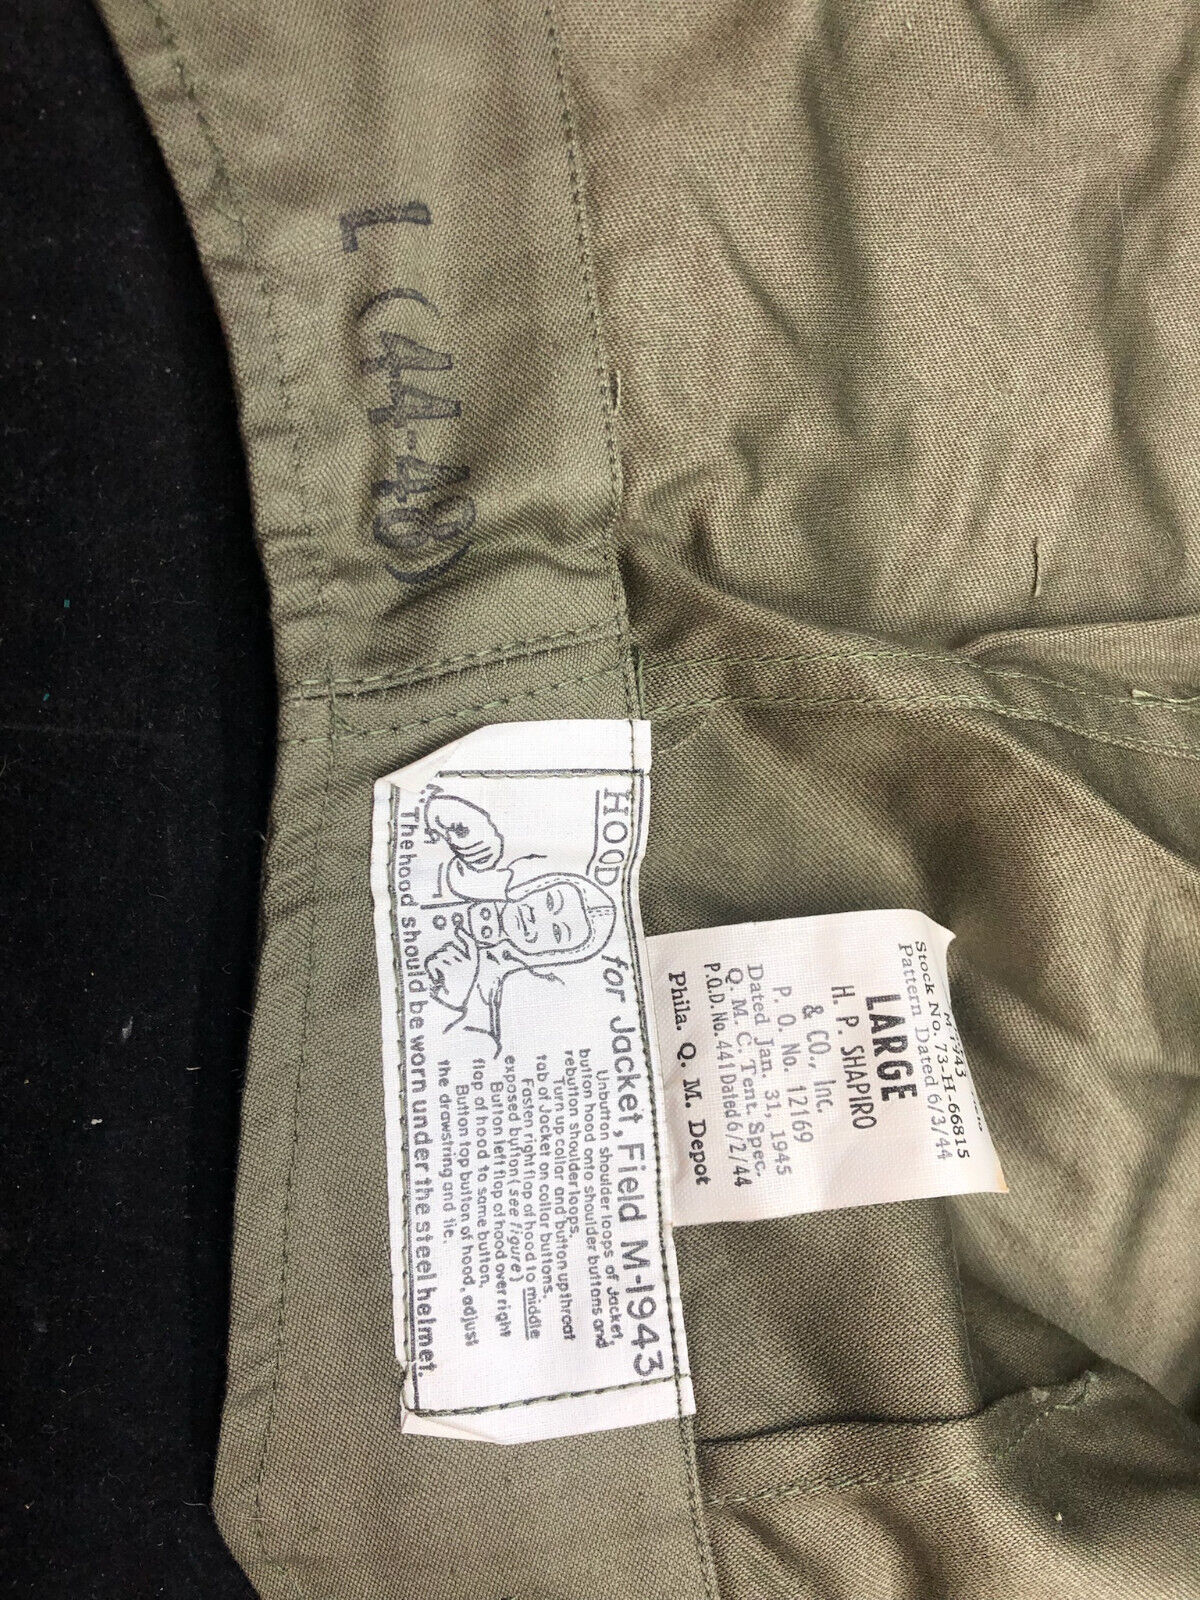 L (44-48)
HOOD for Jacket, Field M-1943
Unbutton shoulder loops of Jacket
button hood onto shoulder buttons and
rebutton shoulder loops.
Turn up collar and button up throat
tab of Jacket on collar buttons.
Fasten right flap of hood to middle
exposed button (see figure)
Button left flap of hood over right
flap of hood to same button.
Button top button of hood, adjust
the drawstring and tie.
The hood should be worn under the steel helmet.
Stock No. 73-H-66815
Pattern Dated 6/3/44
LARGE
H. P. SHAPIRO
& CO., Inc.
P. O. No. 12169
Dated Jan. 31, 1945
Q. M. C. Tent. Spec.
P.Q.D. No. 441 Dated 6/2/44
Phila. Q. M. Depot